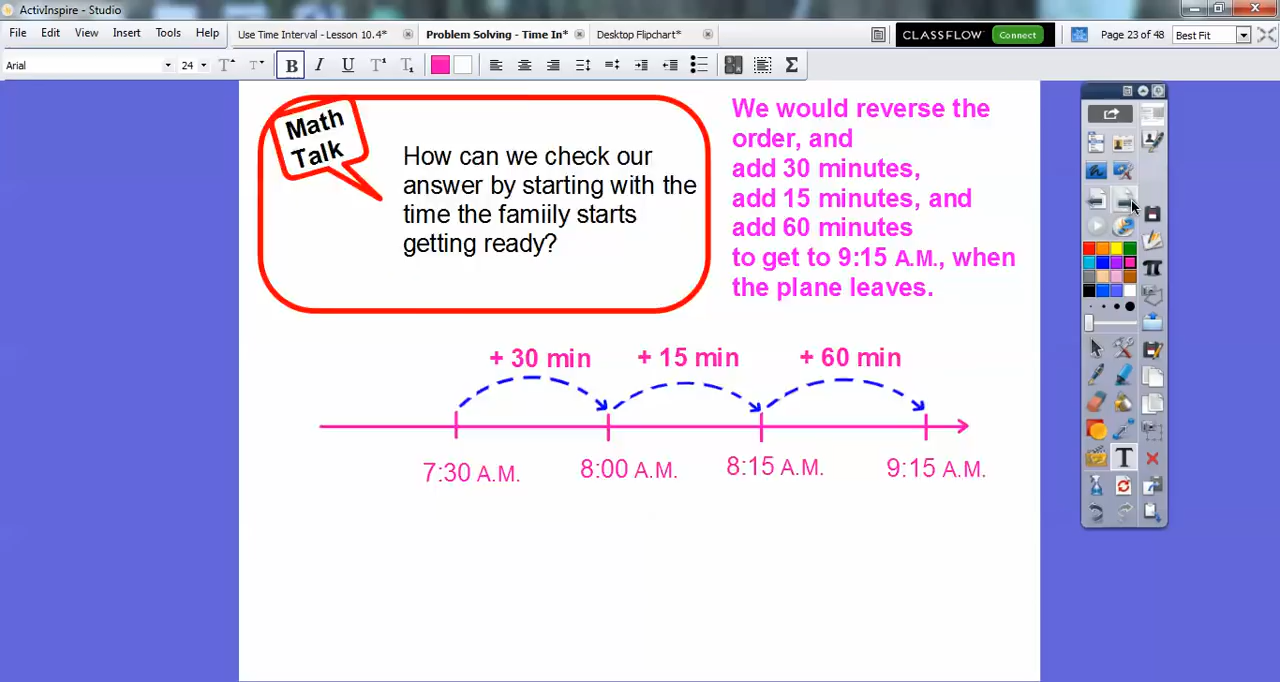 ActivInspire - Studio
File Edit View Insert Tools Help
Use Time Interval - Lesson 10.4*
Problem Solving - Time In*
Desktop Flipchart*
CLASSFLOW Connect
Page 23 of 48
Best Fit
Arial
24
Math
Talk
How can we check our
answer by starting with the
time the famiily starts
getting ready?
We would reverse the
order, and
add 30 minutes,
add 15 minutes, and
add 60 minutes
to get to 9:15 A.M., when
the plane leaves.
+ 30 min + 15 min + 60 min
7:30 A.M. 8:00 A.M. 8:15 A.M. 9:15 A.M.